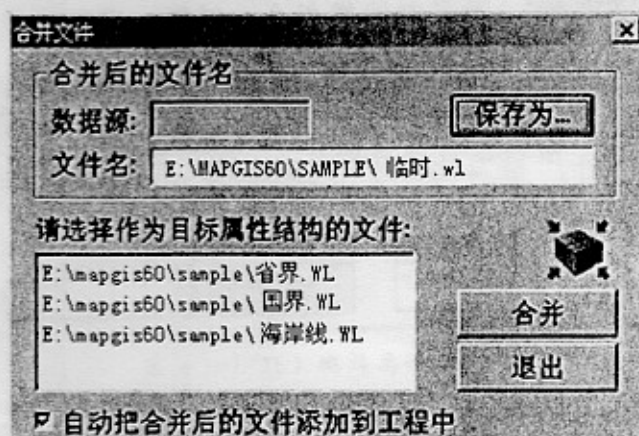 合并文件
合并后的文件名
数据源:
保存为...
文件名: E:\MAPGIS60\SAMPLE\ 临时.wl
请选择作为目标属性结构的文件:
E:\mapgis60\sample\省界.WL
E:\mapgis60\sample\ 国界.WL
E:\mapgis60\sample\ 海岸线.WL
合并
退出
自动把合并后的文件添加到工程中